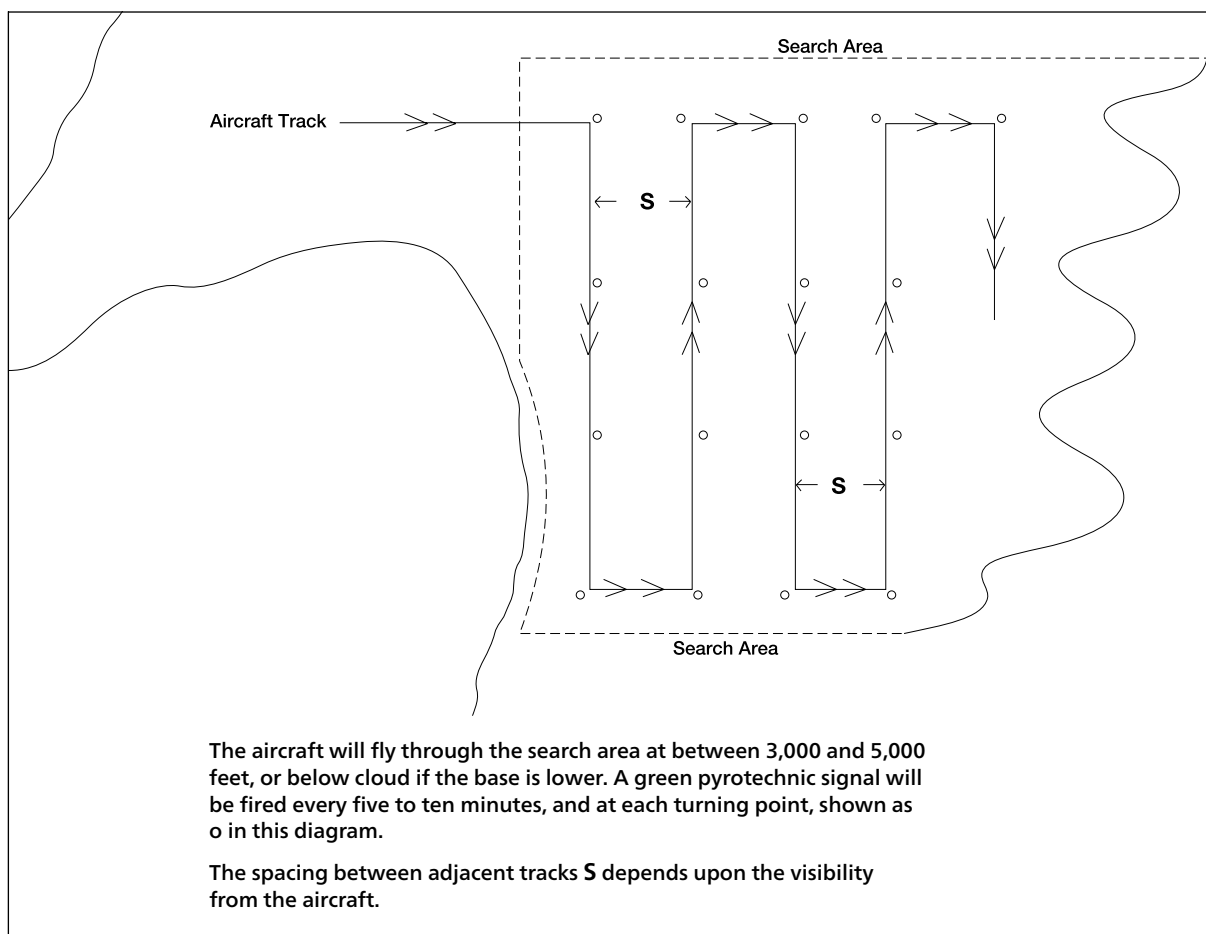 Search Area
Aircraft Track
S
S
Search Area
The aircraft will fly through the search area at between 3,000 and 5,000
feet, or below cloud if the base is lower. A green pyrotechnic signal will
be fired every five to ten minutes, and at each turning point, shown as
o in this diagram.
The spacing between adjacent tracks S depends upon the visibility
from the aircraft.